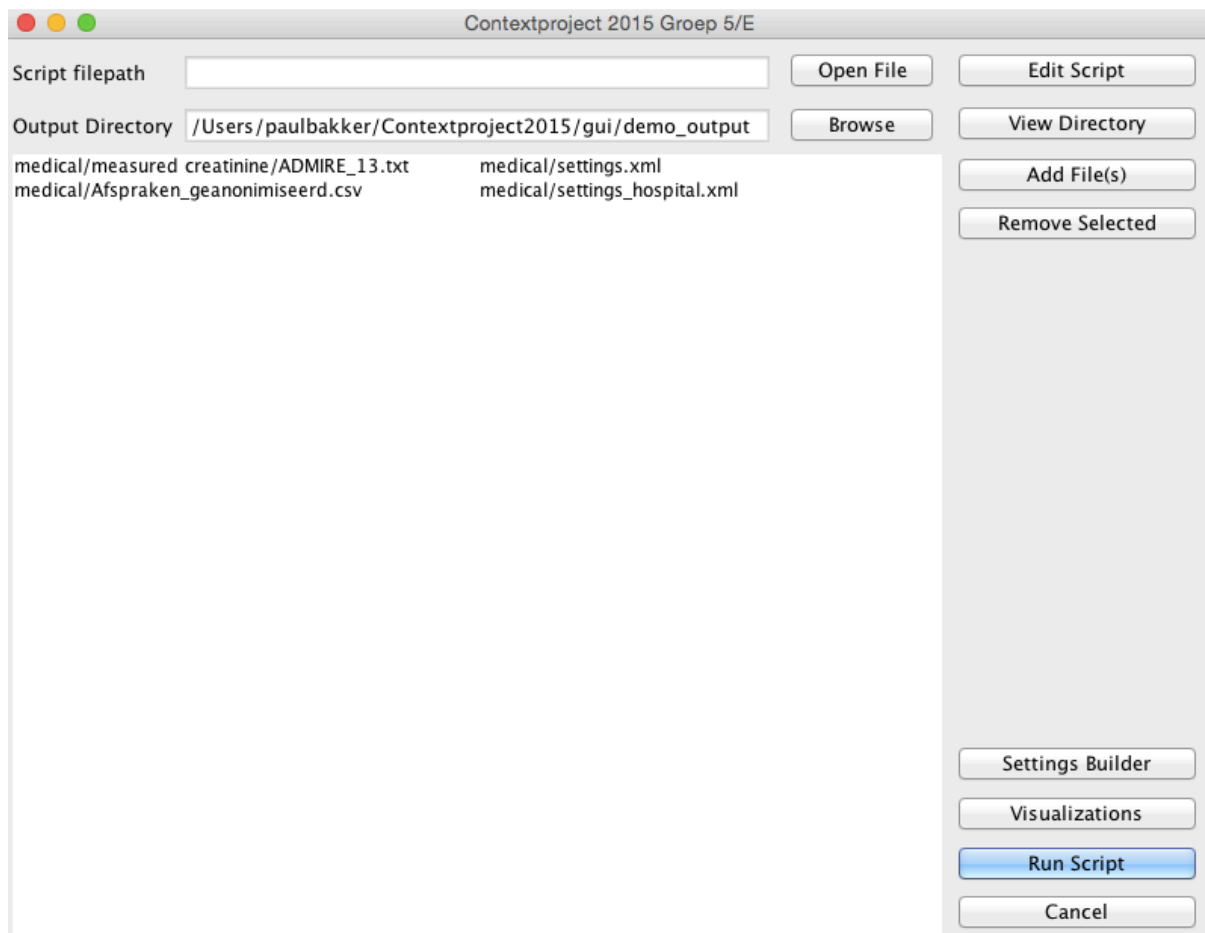 Contextproject 2015 Groep 5/E
Script filepath Open File Edit Script
Output Directory /Users/paulbakker/Contextproject2015/gui/demo_output Browse View Directory
medical/measured creatinine/ADMIRE_13.txt medical/settings.xml
medical/Afspraken_geanonimiseerd.csv medical/settings_hospital.xml
Add File(s)
Remove Selected
Settings Builder
Visualizations
Run Script
Cancel